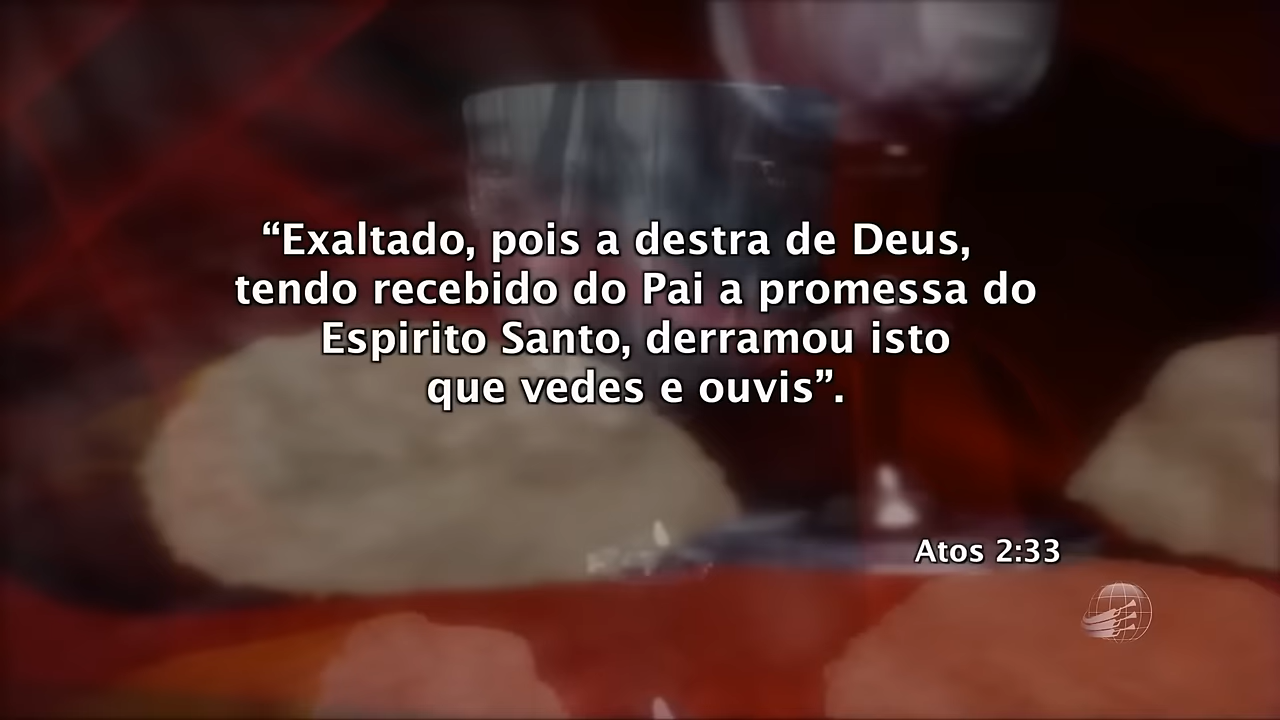 “Exaltado, pois a destra de Deus,
tendo recebido do Pai a promessa do
Espirito Santo, derramou isto
que vedes e ouvis”.
Atos 2:33